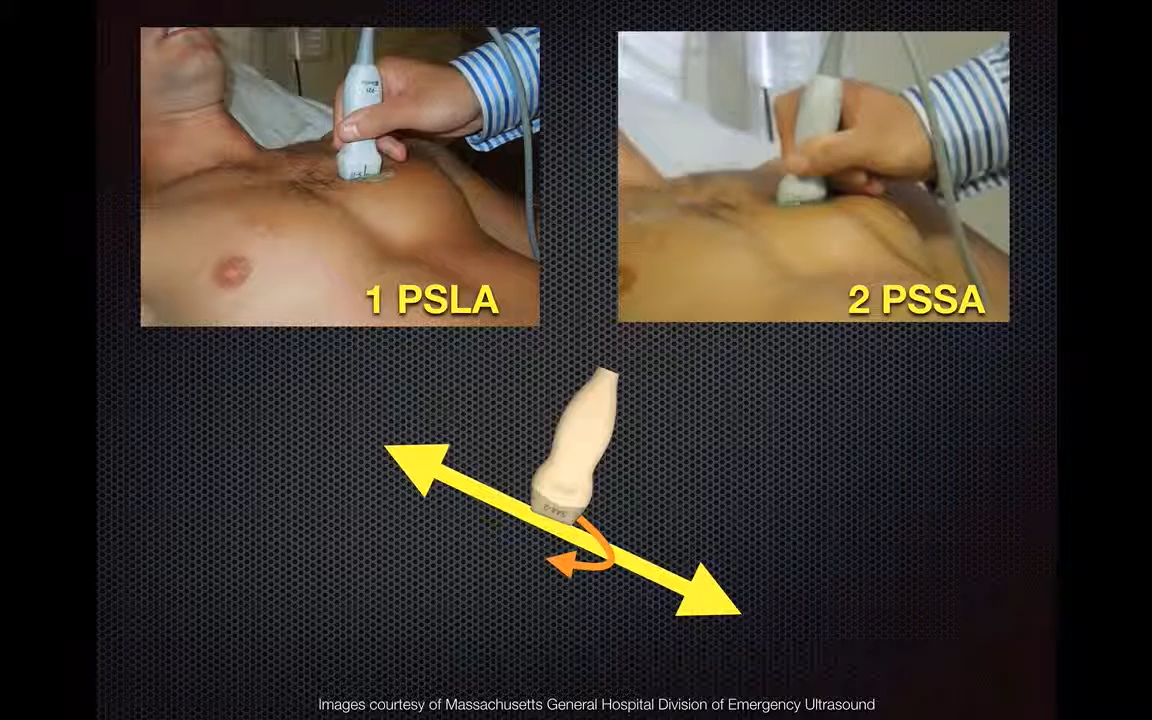 1 PSLA
2 PSSA
Images courtesy of Massachusetts General Hospital Division of Emergency Ultrasound